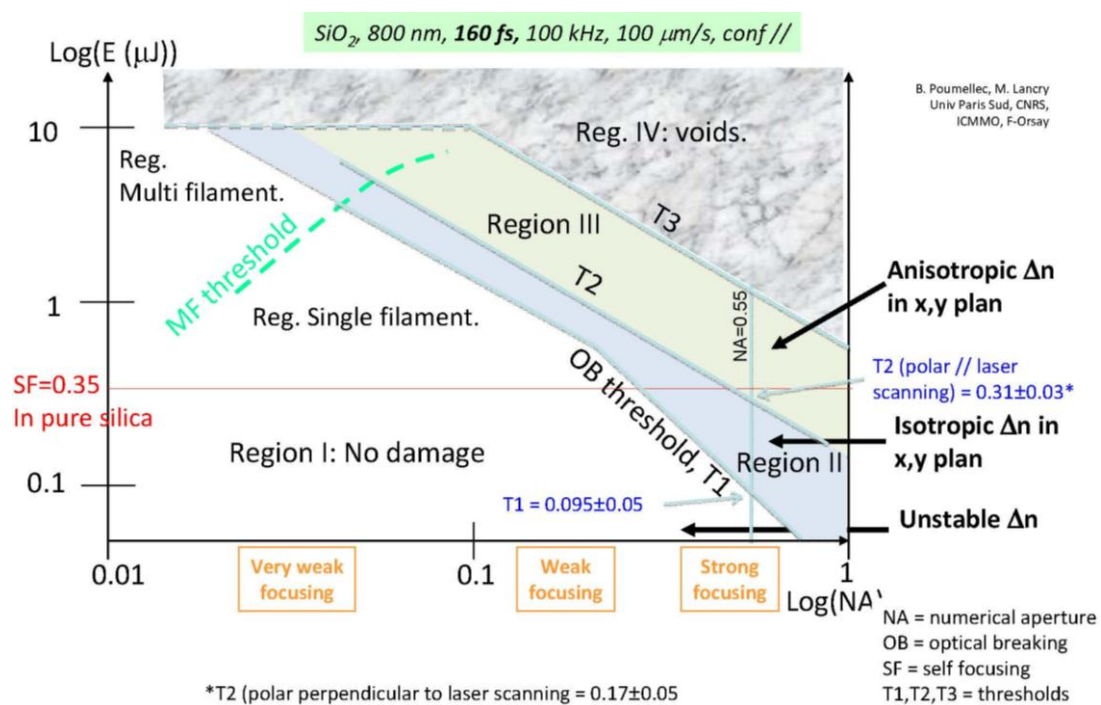 SiO2, 800 nm, 160 fs, 100 kHz, 100 μm/s, conf //
Log(E (μJ))
B. Poumellec, M. Lancry
Univ Paris Sud, CNRS,
ICMMO, F-Orsay
10
Reg. IV: voids.
Reg.
Multi filament.
T3
Region III
MF threshold
T2
Anisotropic Δn
in x,y plan
1
NA=0.55
Reg. Single filament.
OB threshold, T1
T2 (polar // laser
scanning) = 0.31±0.03*
SF=0.35
In pure silica
Isotropic Δn in
x,y plan
Region I: No damage
Region II
0.1
T1 = 0.095±0.05
Unstable Δn
0.01
Very weak
focusing
0.1
Weak
focusing
Strong
focusing
1
Log(NA)
NA = numerical aperture
OB = optical breaking
SF = self focusing
T1,T2,T3 = thresholds
*T2 (polar perpendicular to laser scanning = 0.17±0.05